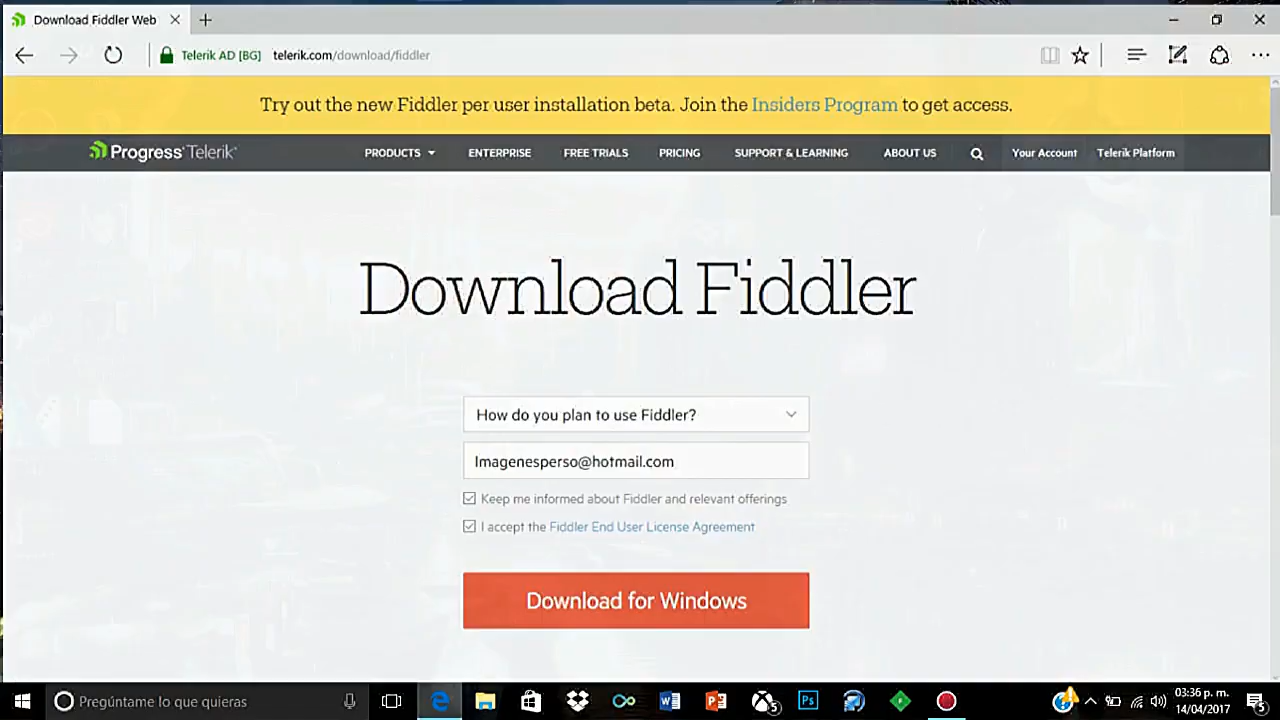 Download Fiddler Web
Telerik AD [BG] telerik.com/download/fiddler
Try out the new Fiddler per user installation beta. Join the Insiders Program to get access.
Progress Telerik
PRODUCTS ENTERPRISE FREE TRIALS PRICING SUPPORT & LEARNING ABOUT US Your Account Telerik Platform
Download Fiddler
How do you plan to use Fiddler?
Imagenesperso@hotmail.com
Keep me informed about Fiddler and relevant offerings
I accept the Fiddler End User License Agreement
Download for Windows
03:36 p. m.
Pregúntame lo que quieras
14/04/2017